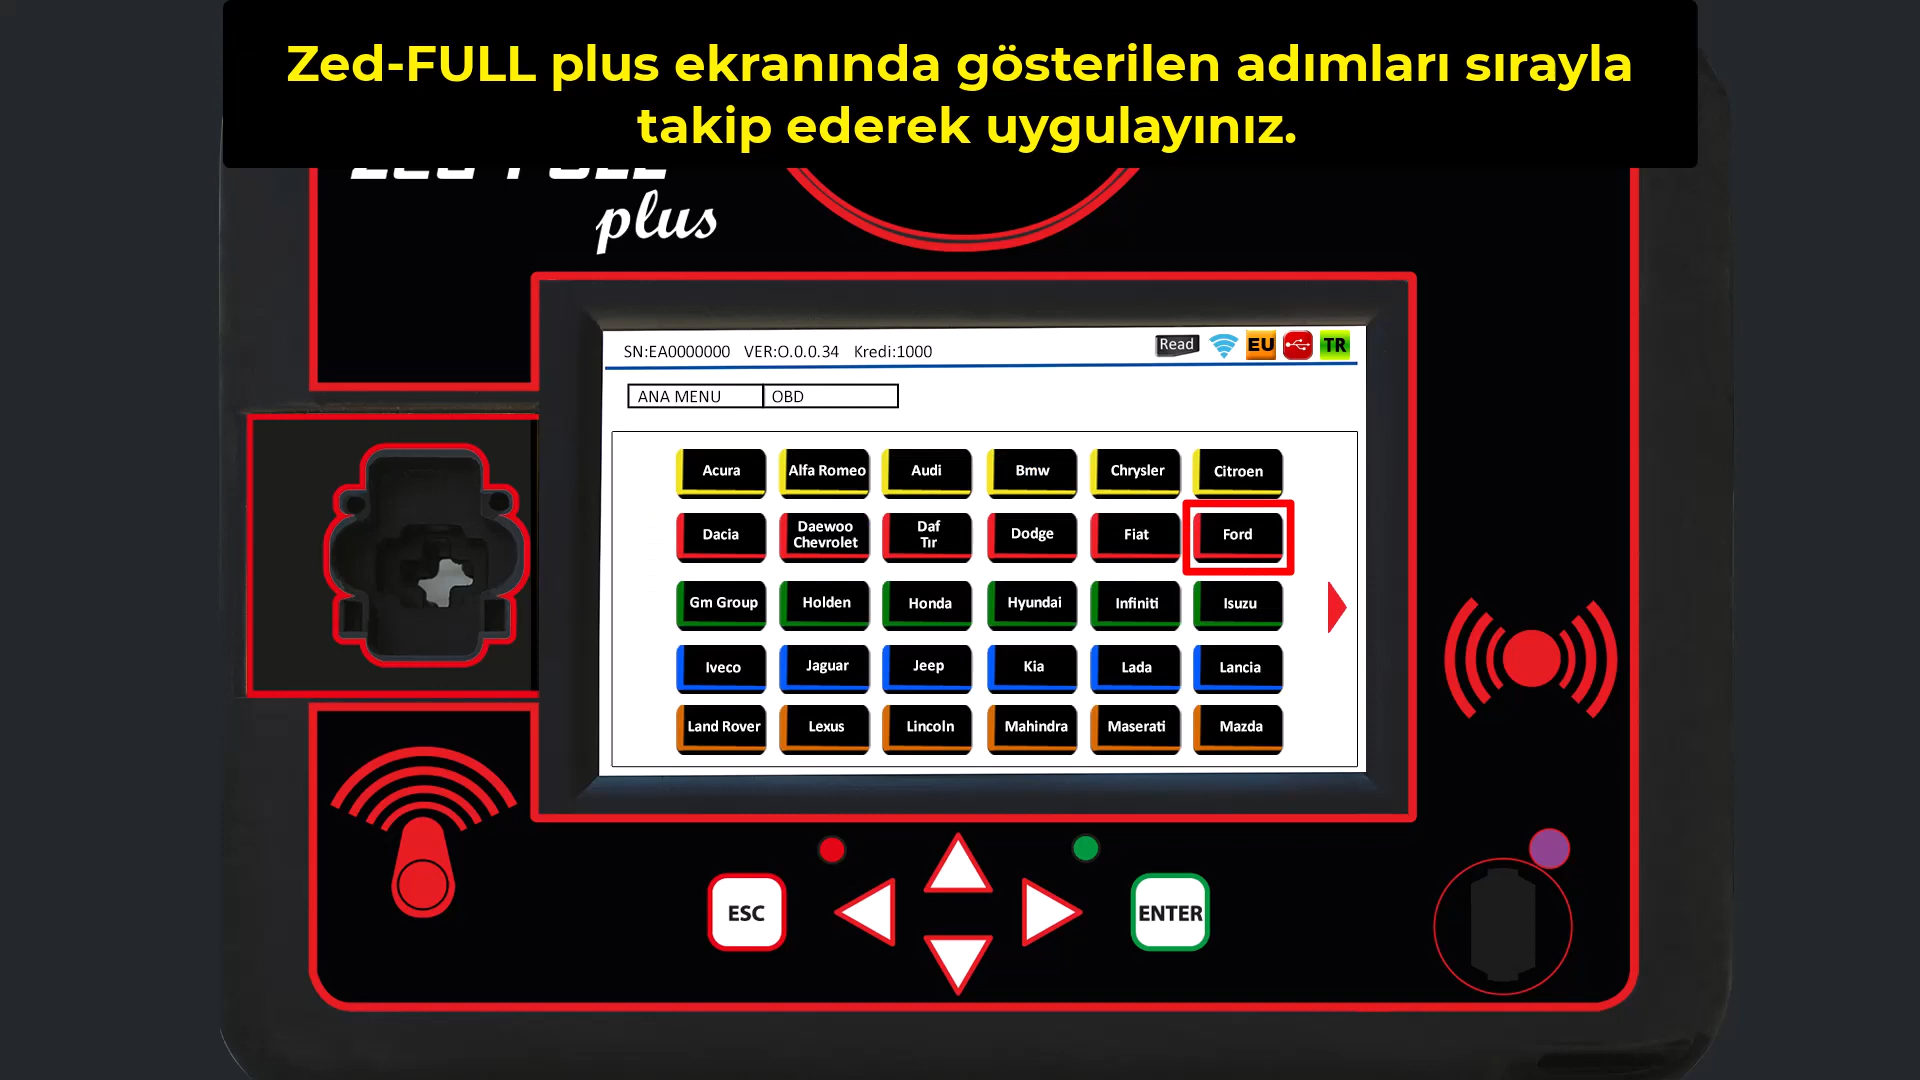 Zed-FULL plus ekranında gösterilen adımları sırayla
takip ederek uygulayınız.
plus
SN:EA0000000 VER:O.0.0.34 Kredi:1000 Read EU TR
ANA MENU OBD
Acura Alfa Romeo Audi Bmw Chrysler Citroen
Dacia Daewoo Chevrolet Daf Tır Dodge Fiat Ford
Gm Group Holden Honda Hyundai Infiniti Isuzu
Iveco Jaguar Jeep Kia Lada Lancia
Land Rover Lexus Lincoln Mahindra Maserati Mazda
ESC ENTER